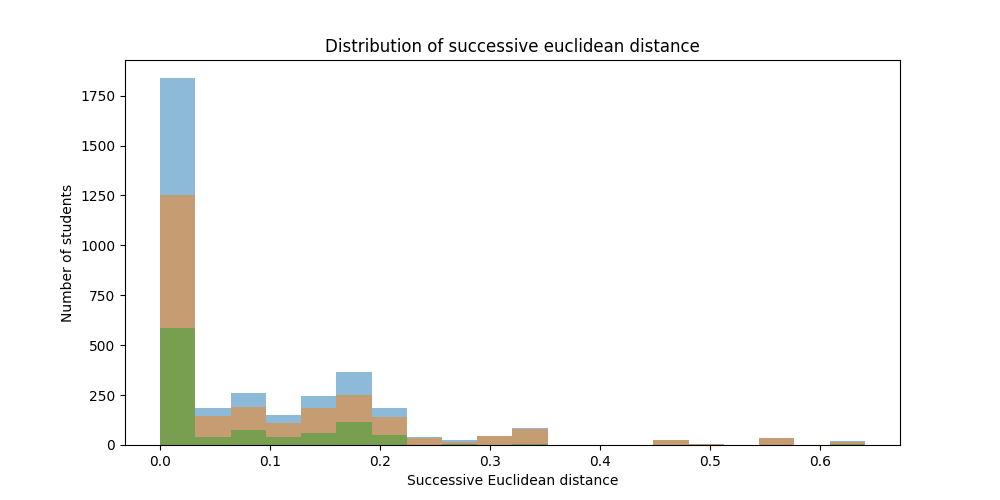 Distribution of successive euclidean distance
Number of students
1750
1500
1250
1000
750
500
250
0
0.0 0.1 0.2 0.3 0.4 0.5 0.6
Successive Euclidean distance